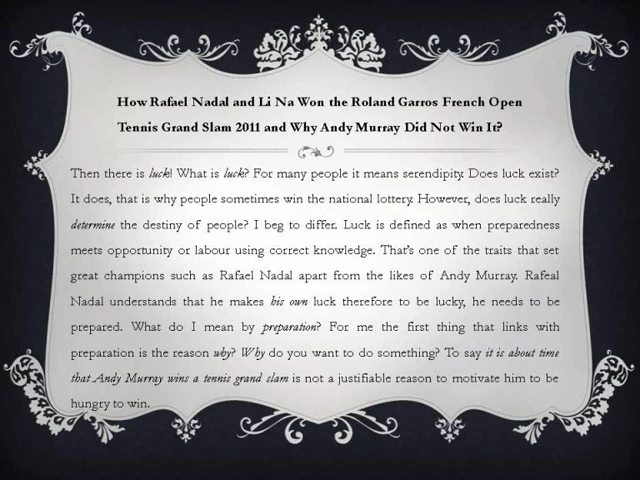 How Rafael Nadal and Li Na Won the Roland Garros French Open
Tennis Grand Slam 2011 and Why Andy Murray Did Not Win It?
Then there is luck! What is luck? For many people it means serendipity. Does luck exist?
It does, that is why people sometimes win the national lottery. However, does luck really
determine the destiny of people? I beg to differ. Luck is defined as when preparedness
meets opportunity or labour using correct knowledge. That's one of the traits that set
great champions such as Rafael Nadal apart from the likes of Andy Murray. Rafeal
Nadal understands that he makes his own luck therefore to be lucky, he needs to be
prepared. What do I mean by preparation? For me the first thing that links with
preparation is the reason why? Why do you want to do something? To say it is about time
that Andy Murray wins a tennis grand slam is not a justifiable reason to motivate him to be
hungry to win.